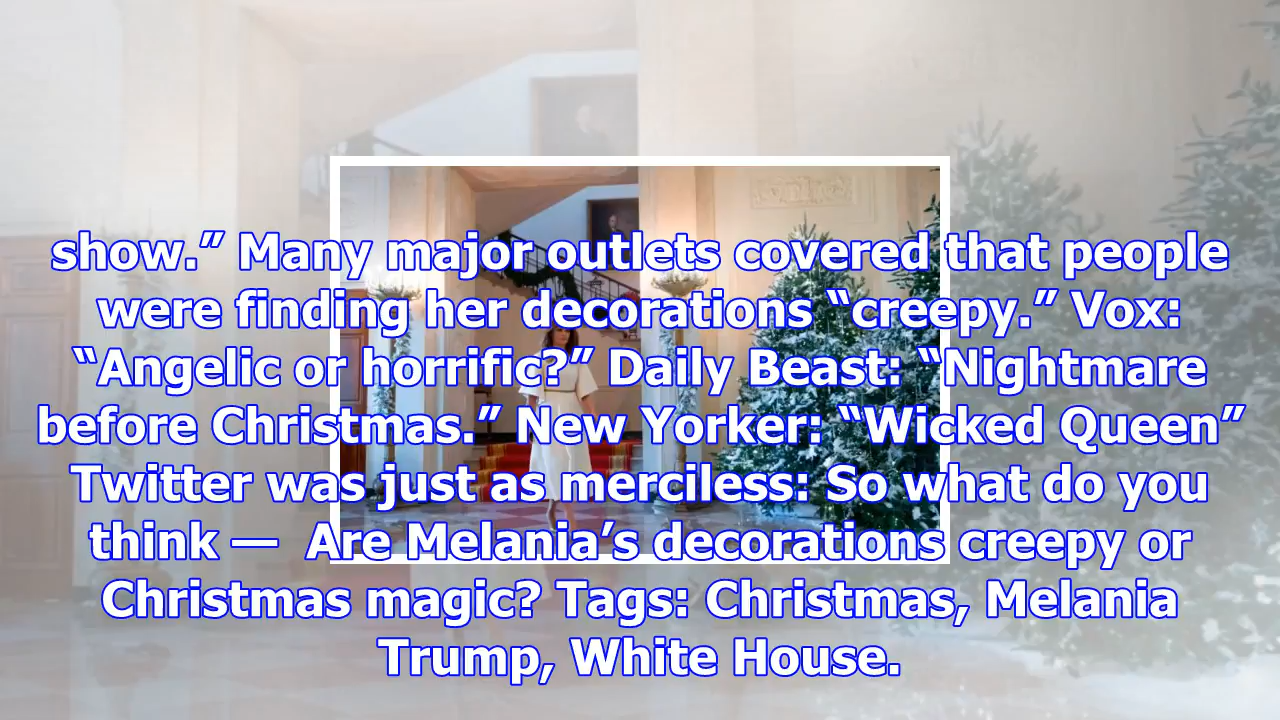 show.” Many major outlets covered that people
were finding her decorations “creepy.” Vox:
“Angelic or horrific?” Daily Beast: “Nightmare
before Christmas.” New Yorker: “Wicked Queen”
Twitter was just as merciless: So what do you
think — Are Melania’s decorations creepy or
Christmas magic? Tags: Christmas, Melania
Trump, White House.